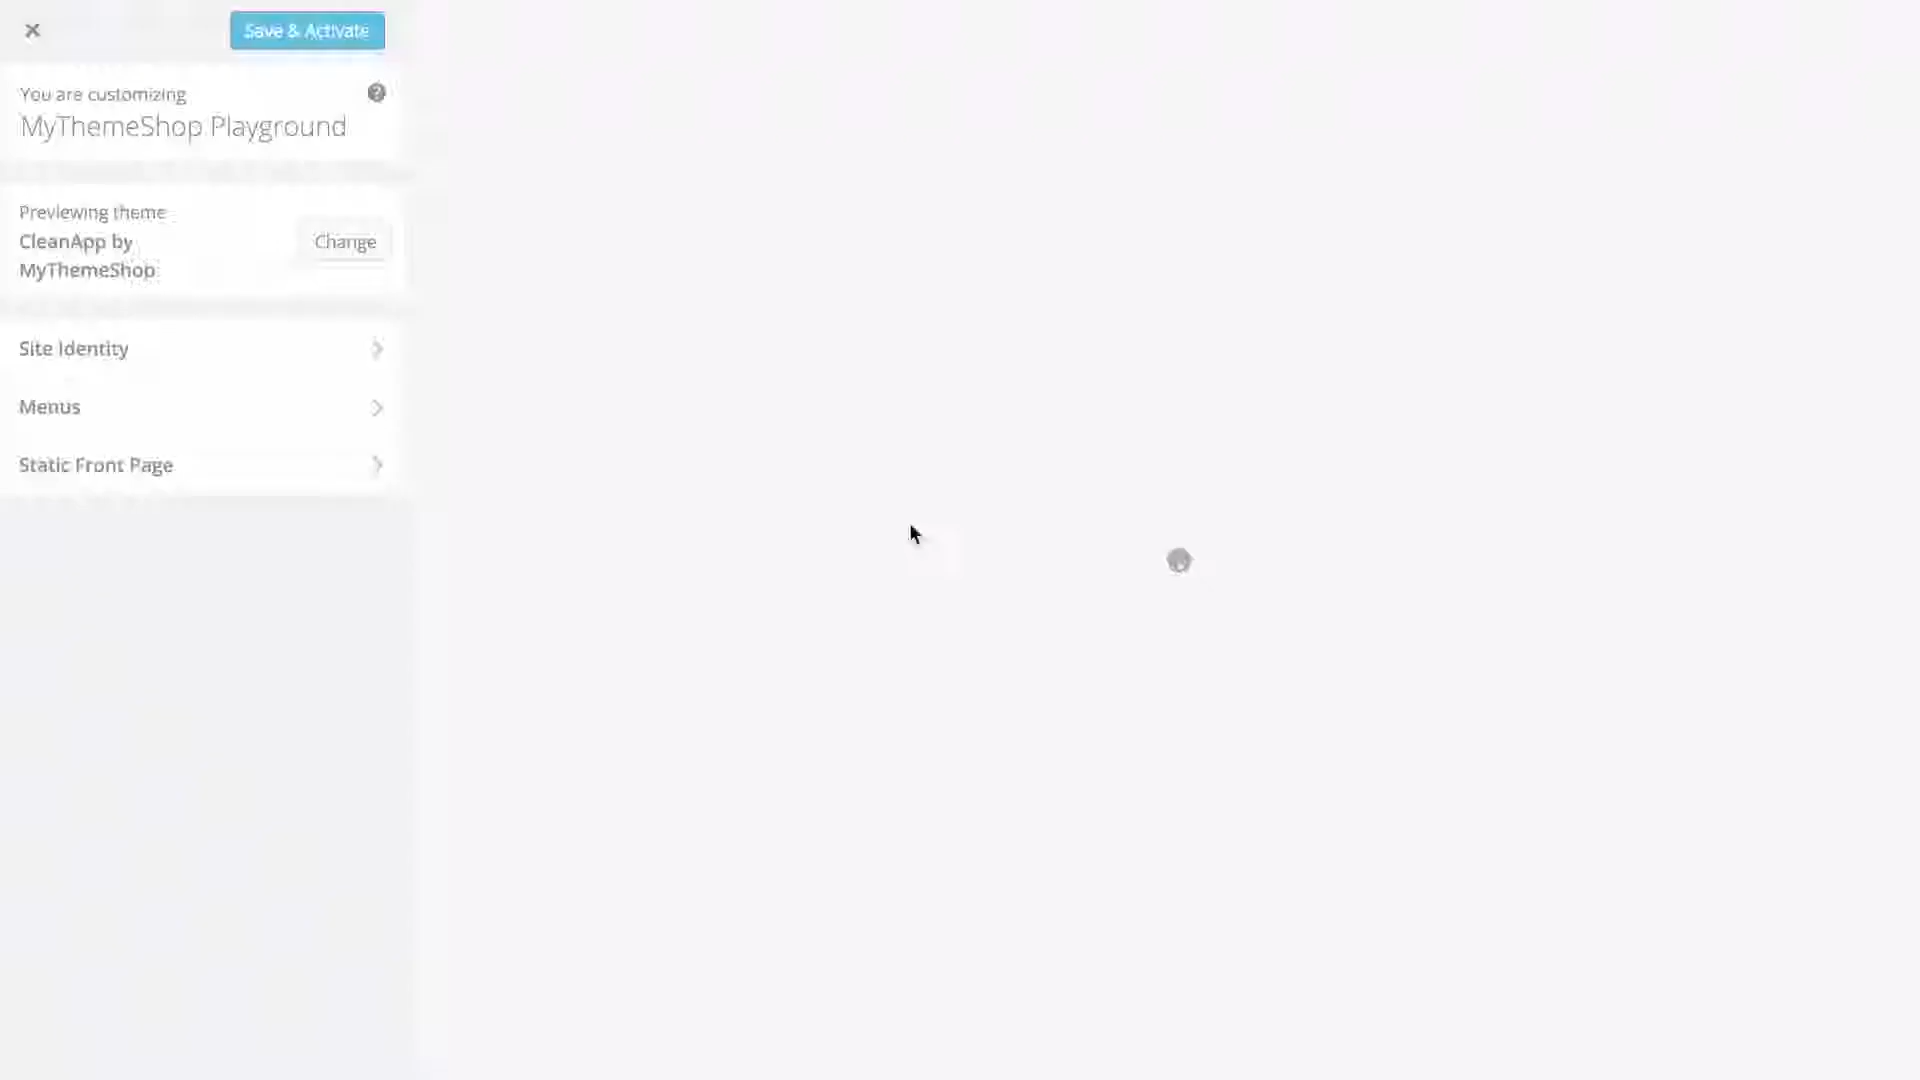 Save & Activate
You are customizing
MyThemeShop Playground
Previewing theme
CleanApp by
MyThemeShop
Change
Site Identity
Menus
Static Front Page